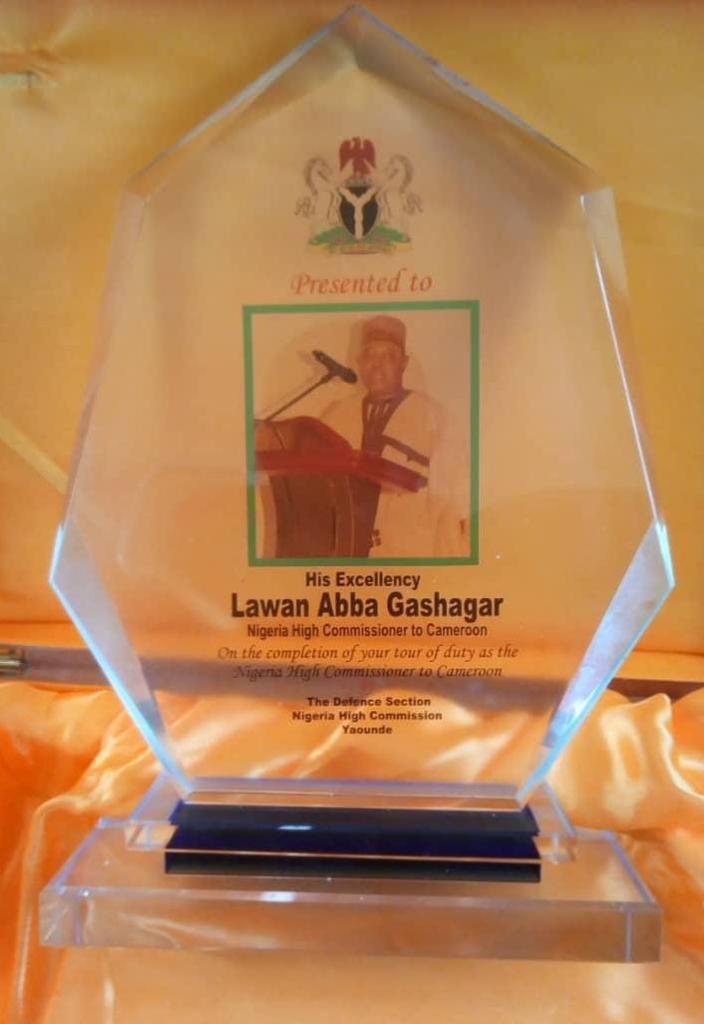 Presented to
His Excellency
Lawan Abba Gashagar
Nigeria High Commissioner to Cameroon
On the completion of your tour of duty as the
Nigeria High Commissioner to Cameroon
The Defence Section
Nigeria High Commission
Yaounde